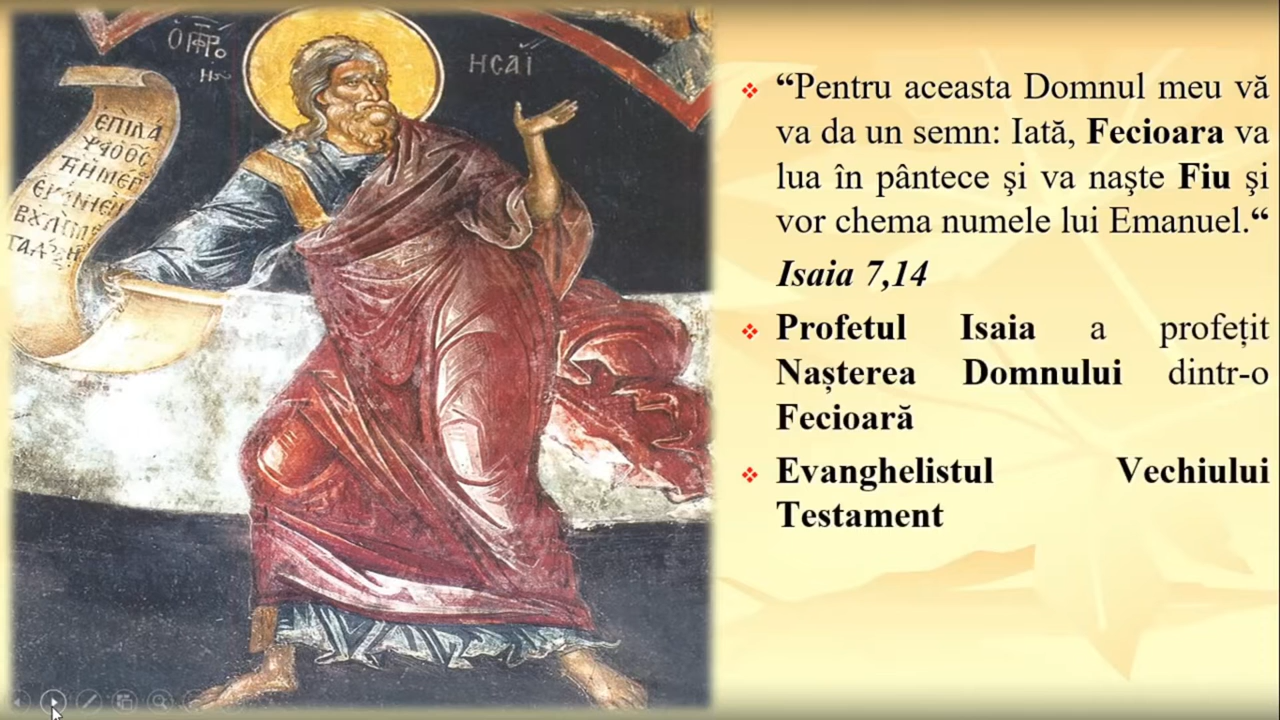 ΗСΑΪ
ἘΠΙΛΆ
“Pentru aceasta Domnul meu vă
va da un semn: Iată, Fecioara va
lua în pântece şi va naşte Fiu şi
vor chema numele lui Emanuel.“
Isaia 7,14
Profetul Isaia a profețit
Nașterea Domnului dintr-o
Fecioară
Evanghelistul Vechiului
Testament